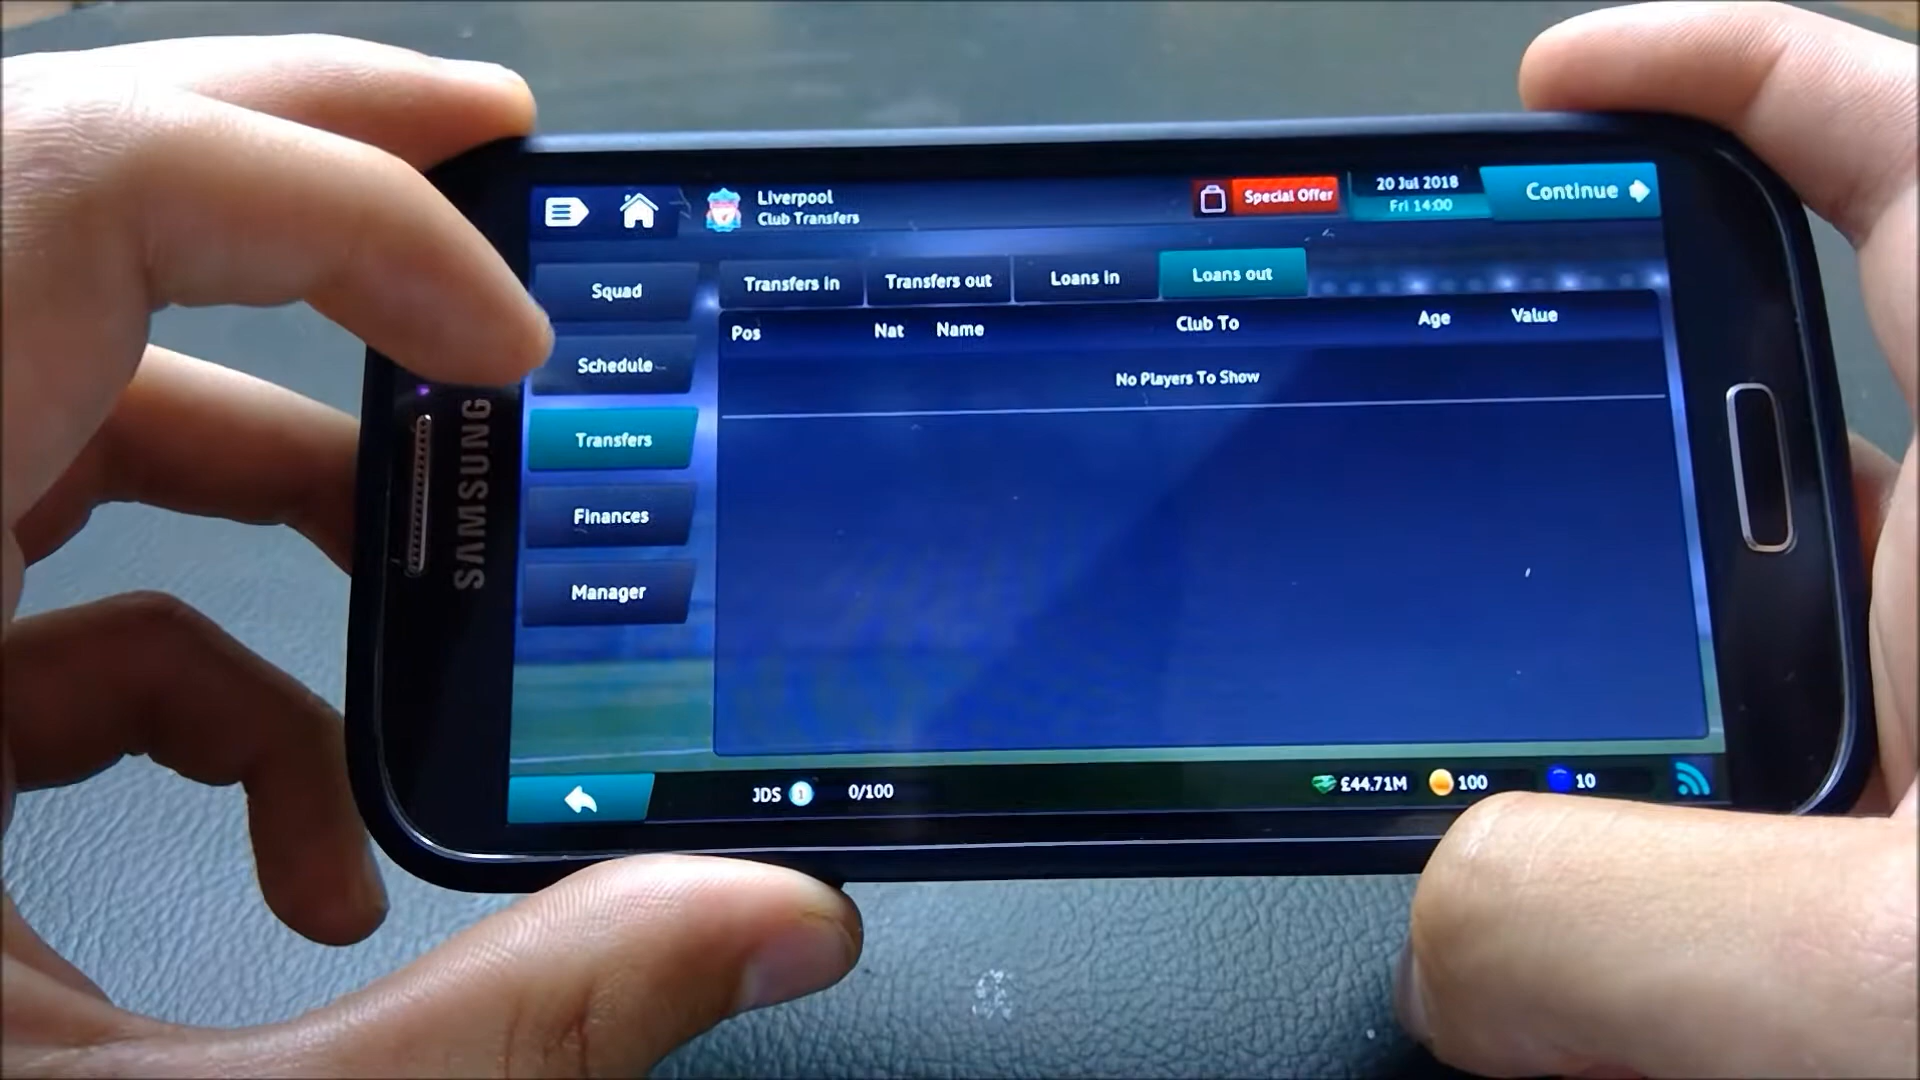 Liverpool
Club Transfers
Special Offer
20 Jul 2018
Fri 14:00
Continue
Squad
Schedule
Transfers
Finances
Manager
Transfers in
Transfers out
Loans in
Loans out
Pos Nat Name Club To Age Value
No Players To Show
JDS 1 0/100
£44.71M 100 10
SAMSUNG